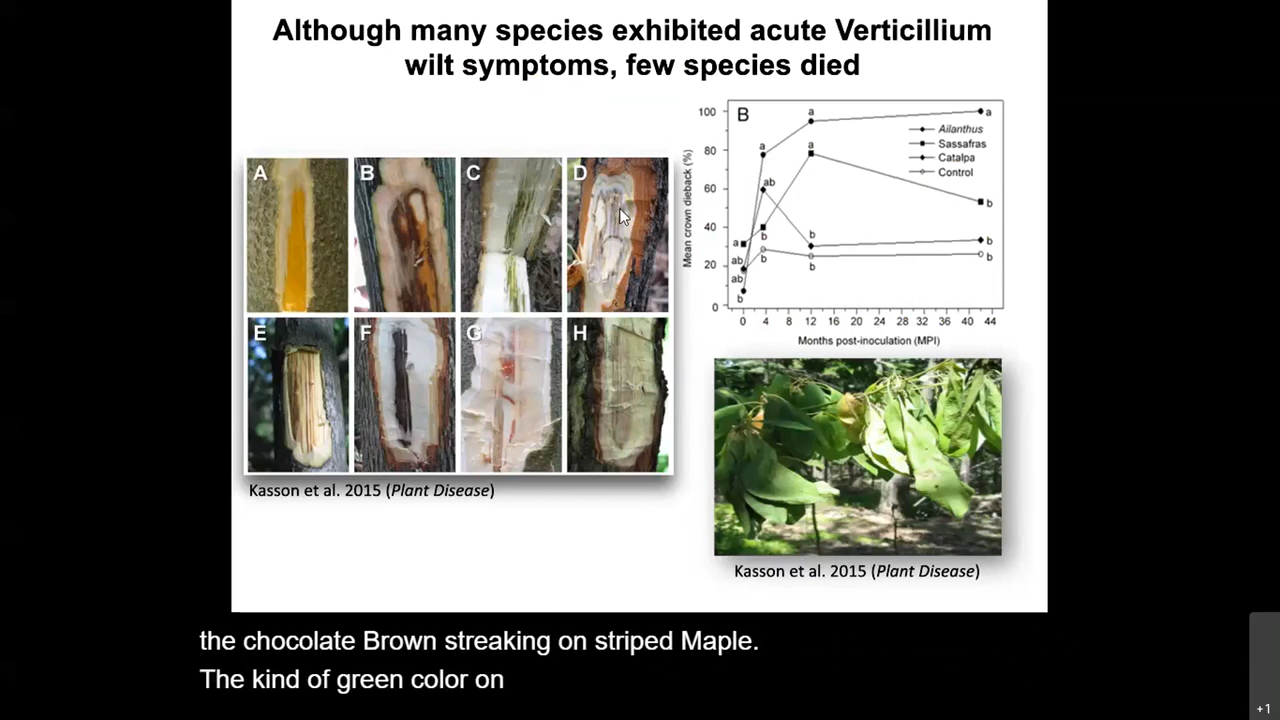 Although many species exhibited acute Verticillium
wilt symptoms, few species died
A
B
C
D
E
F
G
H
Kasson et al. 2015 (Plant Disease)
B
Mean crown dieback (%)
100
80
60
40
20
0
a
a
a
a
ab
b
b
b
b
b
b
b
a
ab
ab
b
Ailanthus
Sassafras
Catalpa
Control
0 4 8 12 16 20 24 28 32 36 40 44
Months post-inoculation (MPI)
Kasson et al. 2015 (Plant Disease)
the chocolate Brown streaking on striped Maple.
The kind of green color on
+1